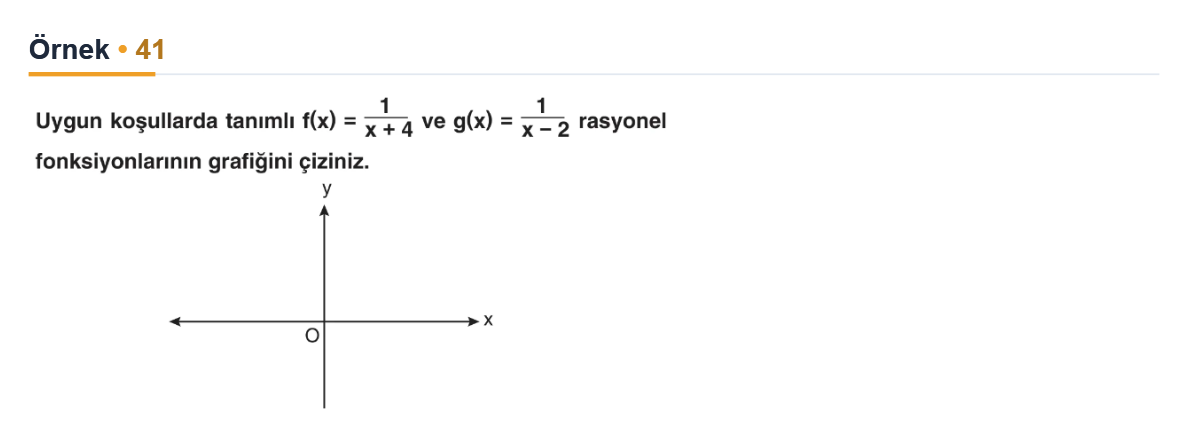 Örnek • 41
Uygun koşullarda tanımlı f(x) = 1/(x + 4) ve g(x) = 1/(x − 2) rasyonel
fonksiyonlarının grafiğini çiziniz.
y
x
O